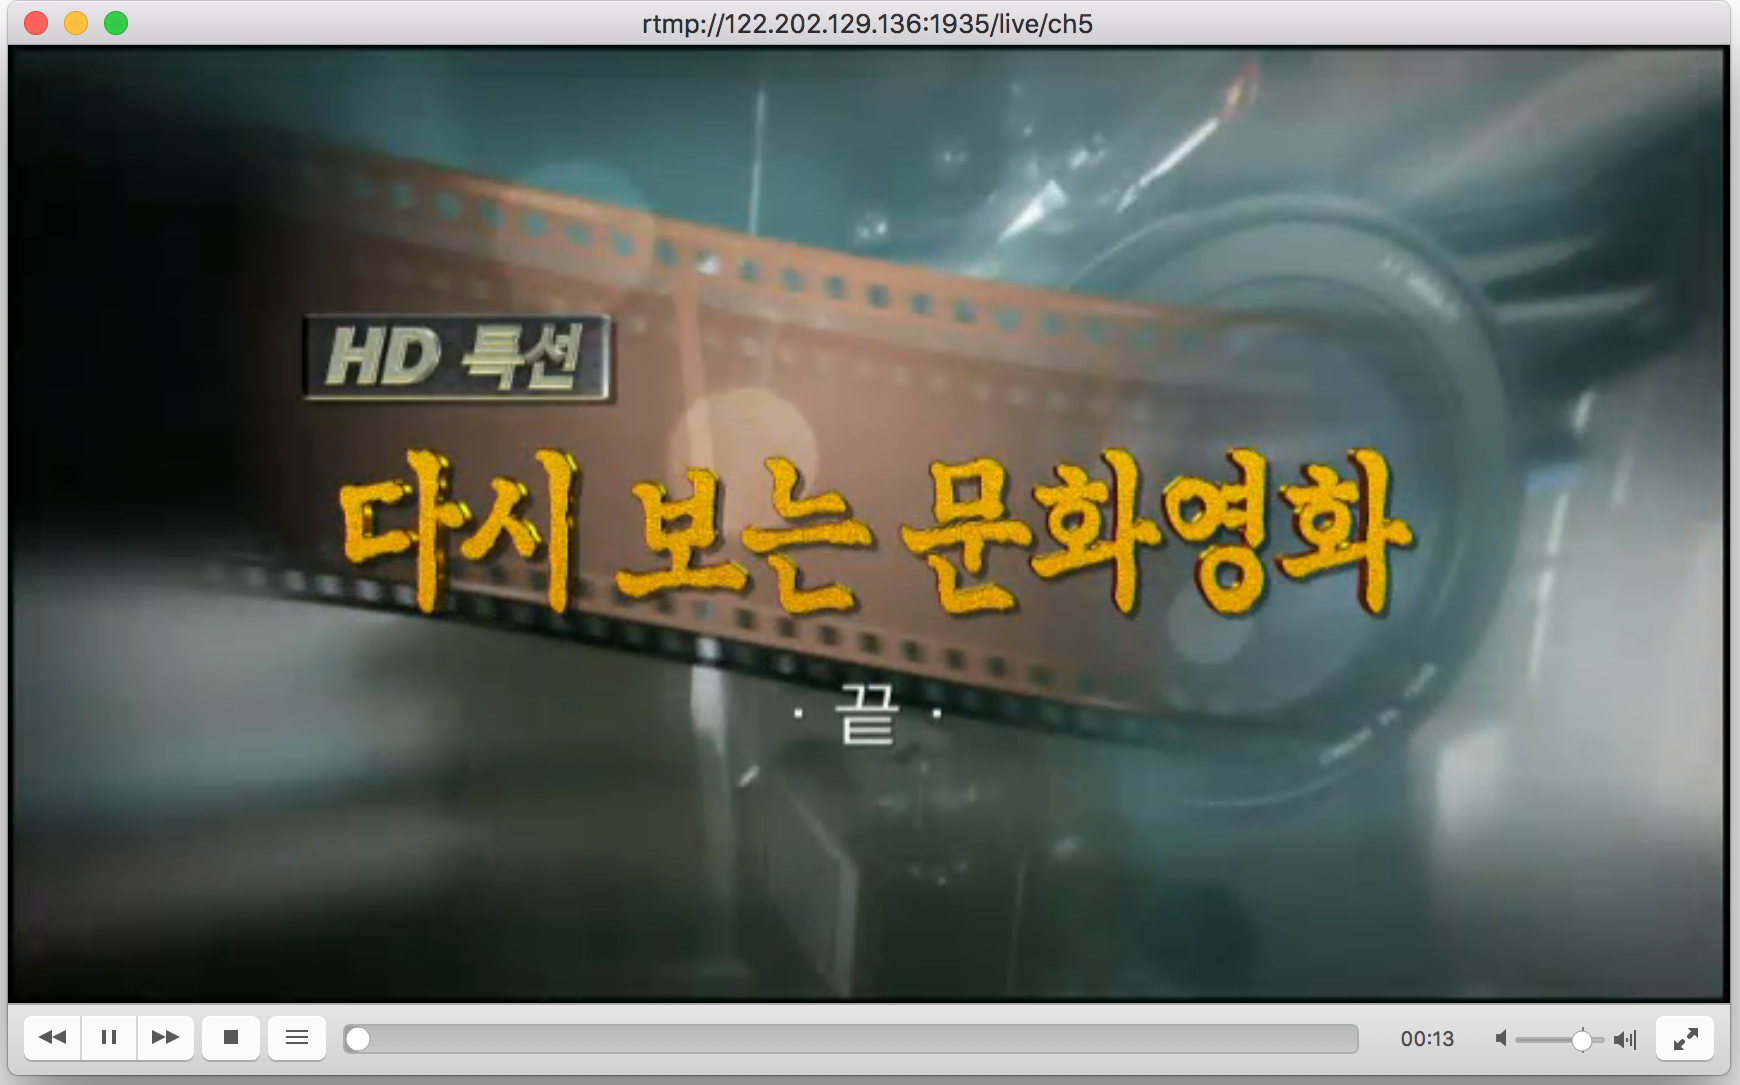 rtmp://122.202.129.136:1935/live/ch5
HD 특선
다시 보는 문화영화
· 끝 ·
00:13